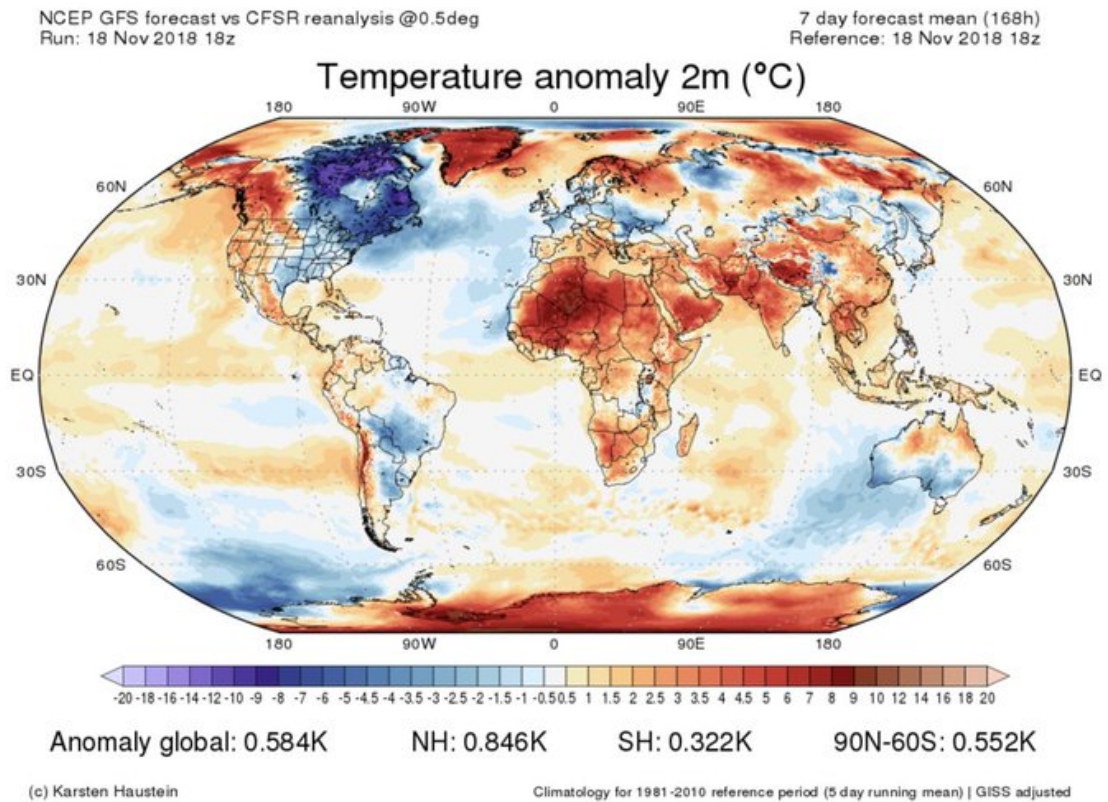 NCEP GFS forecast vs CFSR reanalysis @0.5deg
Run: 18 Nov 2018 18z
7 day forecast mean (168h)
Reference: 18 Nov 2018 18z
Temperature anomaly 2m (°C)
180 90W 0 90E 180
60N 60N
30N 30N
EQ EQ
30S 30S
60S 60S
180 90W 0 90E 180
-20 -18 -16 -14 -12 -10 -9 -8 -7 -6 -5 -4.5 -4 -3.5 -3 -2.5 -2 -1.5 -1 -0.5 0.5 1 1.5 2 2.5 3 3.5 4 4.5 5 6 7 8 9 10 12 14 16 18 20
Anomaly global: 0.584K NH: 0.846K SH: 0.322K 90N-60S: 0.552K
(c) Karsten Haustein
Climatology for 1981-2010 reference period (5 day running mean) | GISS adjusted